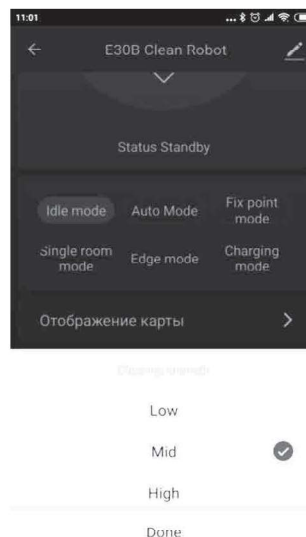 11:01
E30B Clean Robot
Status Standby
Idle mode
Auto Mode
Fix point
mode
Single room
mode
Edge mode
Charging
mode
Отображение карты
Low
Mid
High
Done